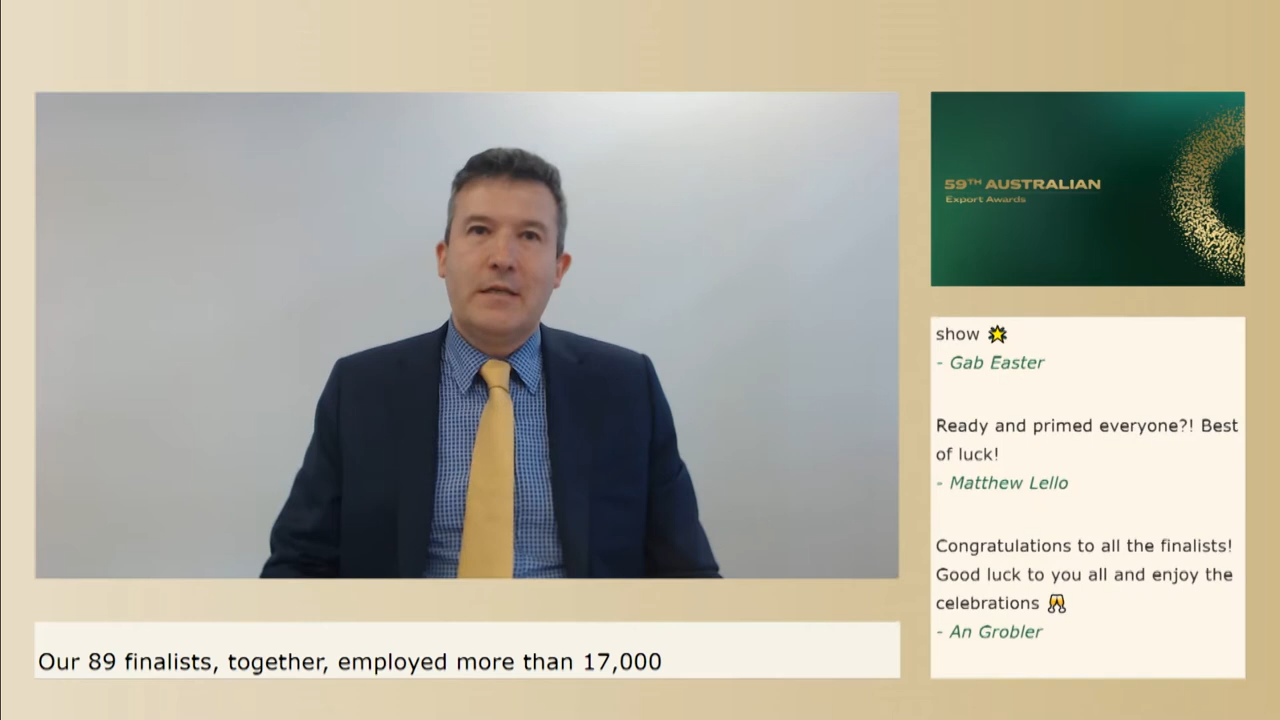 59TH AUSTRALIAN
Export Awards
show 🌟
- Gab Easter
Ready and primed everyone?! Best
of luck!
- Matthew Lello
Congratulations to all the finalists!
Good luck to you all and enjoy the
celebrations 🥂
- An Grobler
Our 89 finalists, together, employed more than 17,000